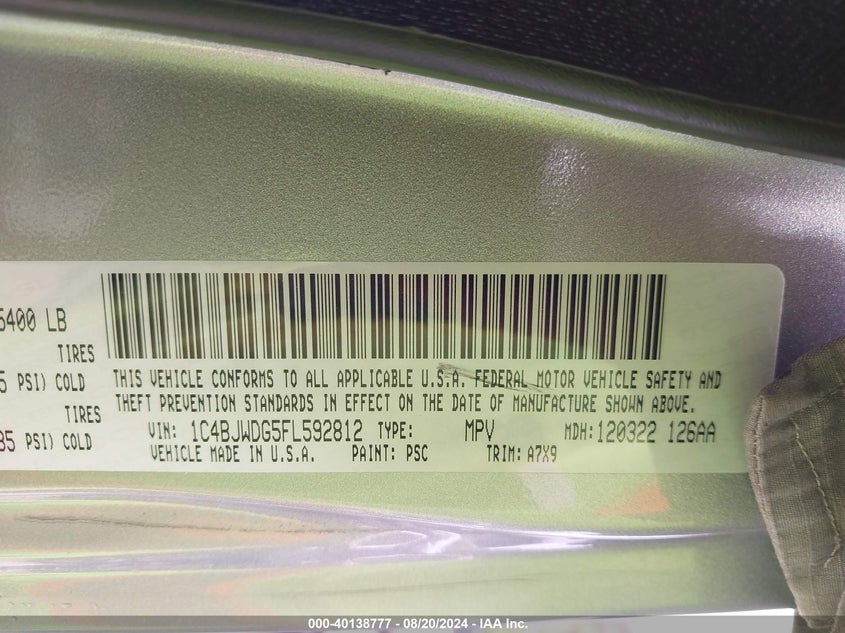 5400 LB
TIRES
5 PSI) COLD
TIRES
35 PSI) COLD
THIS VEHICLE CONFORMS TO ALL APPLICABLE U.S.A. FEDERAL MOTOR VEHICLE SAFETY AND
THEFT PREVENTION STANDARDS IN EFFECT ON THE DATE OF MANUFACTURE SHOWN ABOVE.
VIN: 1C4BJWDG5FL592812 TYPE: MPV MDH:120322 126AA
VEHICLE MADE IN U.S.A. PAINT: PSC TRIM: A7X9
000-40138777 - 08/20/2024 - IAA Inc.